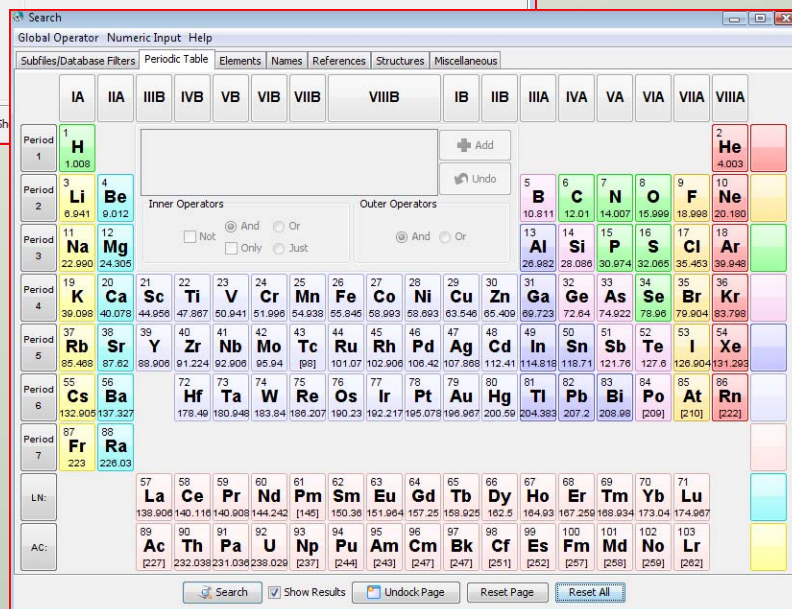 Search
Global Operator Numeric Input Help
Subfiles/Database Filters Periodic Table Elements Names References Structures Miscellaneous
IA IIA IIIB IVB VB VIB VIIB VIIIB IB IIB IIIA IVA VA VIA VIIA VIIIA
Sh
Period 1
1 H 1.008
2 He 4.003
Add
Undo
Period 2
3 Li 6.941
4 Be 9.012
5 B 10.811
6 C 12.01
7 N 14.007
8 O 15.999
9 F 18.998
10 Ne 20.180
Inner Operators
Not And Or
Only Just
Outer Operators
And Or
Period 3
11 Na 22.990
12 Mg 24.305
13 Al 26.982
14 Si 28.086
15 P 30.974
16 S 32.065
17 Cl 35.453
18 Ar 39.948
Period 4
19 K 39.098
20 Ca 40.078
21 Sc 44.956
22 Ti 47.867
23 V 50.941
24 Cr 51.996
25 Mn 54.938
26 Fe 55.845
27 Co 58.993
28 Ni 58.693
29 Cu 63.546
30 Zn 65.409
31 Ga 69.723
32 Ge 72.64
33 As 74.922
34 Se 78.96
35 Br 79.904
36 Kr 83.798
Period 5
37 Rb 85.468
38 Sr 87.62
39 Y 88.906
40 Zr 91.224
41 Nb 92.906
42 Mo 95.94
43 Tc [98]
44 Ru 101.07
45 Rh 102.906
46 Pd 106.42
47 Ag 107.868
48 Cd 112.41
49 In 114.818
50 Sn 118.71
51 Sb 121.76
52 Te 127.6
53 I 126.904
54 Xe 131.293
Period 6
55 Cs 132.905
56 Ba 137.327
72 Hf 178.49
73 Ta 180.948
74 W 183.84
75 Re 186.207
76 Os 190.23
77 Ir 192.217
78 Pt 195.078
79 Au 196.967
80 Hg 200.59
81 Tl 204.383
82 Pb 207.2
83 Bi 208.98
84 Po [209]
85 At [210]
86 Rn [222]
Period 7
87 Fr 223
88 Ra 226.03
LN:
57 La 138.906
58 Ce 140.116
59 Pr 140.908
60 Nd 144.242
61 Pm [145]
62 Sm 150.36
63 Eu 151.964
64 Gd 157.25
65 Tb 158.925
66 Dy 162.5
67 Ho 164.93
68 Er 167.259
69 Tm 168.934
70 Yb 173.04
71 Lu 174.967
AC:
89 Ac [227]
90 Th 232.038
91 Pa 231.036
92 U 238.029
93 Np [237]
94 Pu [244]
95 Am [243]
96 Cm [247]
97 Bk [247]
98 Cf [251]
99 Es [252]
100 Fm [257]
101 Md [258]
102 No [259]
103 Lr [262]
Search Show Results Undock Page Reset Page Reset All